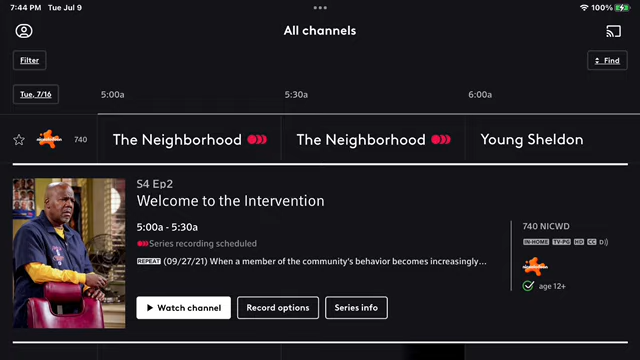 7:44 PM Tue Jul 9
100%
All channels
Filter
Find
Tue, 7/16
5:00a
5:30a
6:00a
nickelodeon
740
The Neighborhood
The Neighborhood
Young Sheldon
S4 Ep2
Welcome to the Intervention
5:00a - 5:30a
Series recording scheduled
REPEAT (09/27/21) When a member of the community's behavior becomes increasingly...
740 NICWD
IN-HOME TV-PG HD CC D))
nickelodeon
age 12+
Watch channel
Record options
Series info